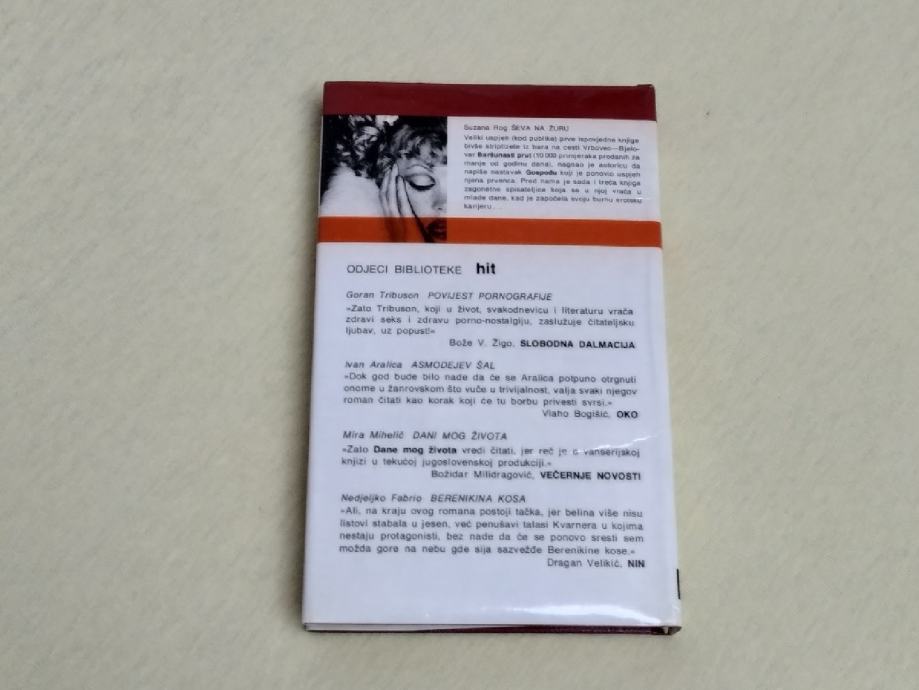 Suzana Rog ŠEVA NA ŽURU
Veliki uspjeh (kod publike) prve ispovjedne knjige
bivše striptizete iz bara na cesti Vrbovec—Bjelo-
var Baršunasti prut (10 000 primjeraka prodanih za
manje od godinu dana), nagnao je autoricu da
napiše nastavak Gospođu koji je ponovio uspjeh
njena prvenca. Pred nama je sada i treća knjiga
zagonetne spisateljice koja se u njoj vraća u
mlade dane, kad je započela svoju burnu erotsku
karijeru...
ODJECI BIBLIOTEKE hit
Goran Tribuson POVIJEST PORNOGRAFIJE
»Zato Tribuson, koji u život, svakodnevicu i literaturu vraća
zdravi seks i zdravu porno-nostalgiju, zaslužuje čitateljsku
ljubav, uz popust!«
Bože V. Žigo, SLOBODNA DALMACIJA
Ivan Aralica ASMODEJEV ŠAL
»Dok god bude bilo nade da će se Aralica potpuno otrgnuti
onome u žanrovskom što vuče u trivijalnost, valja svaki njegov
roman čitati kao korak koji će tu borbu privesti svrsi.«
Vlaho Bogišić, OKO
Mira Mihelič DANI MOG ŽIVOTA
»Zato Dane mog života vredi čitati, jer reč je o vanserijskoj
knjizi u tekućoj jugoslovenskoj produkciji.«
Božidar Milidragović, VEČERNJE NOVOSTI
Nedjeljko Fabrio BERENIKINA KOSA
»Ali, na kraju ovog romana postoji tačka, jer belina više nisu
listovi stabala u jesen, već penušavi talasi Kvarnera u kojima
nestaju protagonisti, bez nade da će se ponovo sresti sem
možda gore na nebu gde sija sazvežđe Berenikine kose.«
Dragan Velikić, NIN